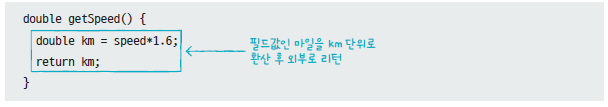 double getSpeed() {
double km = speed*1.6;
return km;
}
필드값인 마일을 km 단위로
환산 후 외부로 리턴